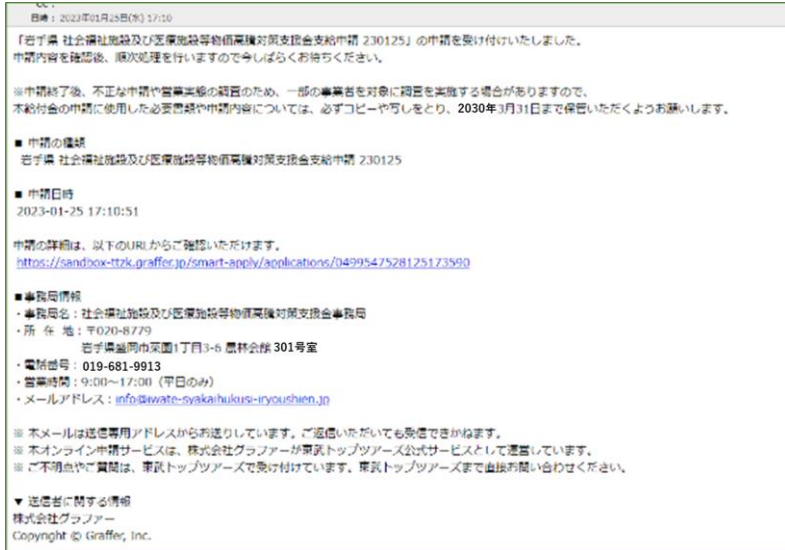 日時： 2023年01月25日(水) 17:10
「岩手県 社会福祉施設及び医療施設等物価高騰対策支援金支給申請 230125」の申請を受け付けいたしました。
申請内容を確認後、順次処理を行いますので今しばらくお待ちください。
※申請終了後、不正な申請や営業実態の調査のため、一部の事業者を対象に調査を実施する場合がありますので、
本給付金の申請に使用した必要書類や申請内容については、必ずコピーや写しをとり、2030年3月31日まで保管いただくようお願いします。
■ 申請の種類
岩手県 社会福祉施設及び医療施設等物価高騰対策支援金支給申請 230125
■ 申請日時
2023-01-25 17:10:51
申請の詳細は、以下のURLからご確認いただけます。
https://sandbox-ttzk.graffer.jp/smart-apply/applications/0499547528125173590
■事務局情報
・事務局名：社会福祉施設及び医療施設等物価高騰対策支援金事務局
・所 在 地：〒020-8779
岩手県盛岡市菜園1丁目3-6 農林会館 301号室
・電話番号：019-681-9913
・営業時間：9:00～17:00（平日のみ）
・メールアドレス：info@iwate-syakaihukusi-iryoushien.jp
※ 本メールは送信専用アドレスからお送りしています。ご返信いただいても受信できかねます。
※ 本オンライン申請サービスは、株式会社グラファーが東武トップツアーズ公式サービスとして運営しています。
※ ご不明点やご質問は、東武トップツアーズで受け付けています。東武トップツアーズまで直接お問い合わせください。
▼ 送信者に関する情報
株式会社グラファー
Copyright © Graffer, Inc.